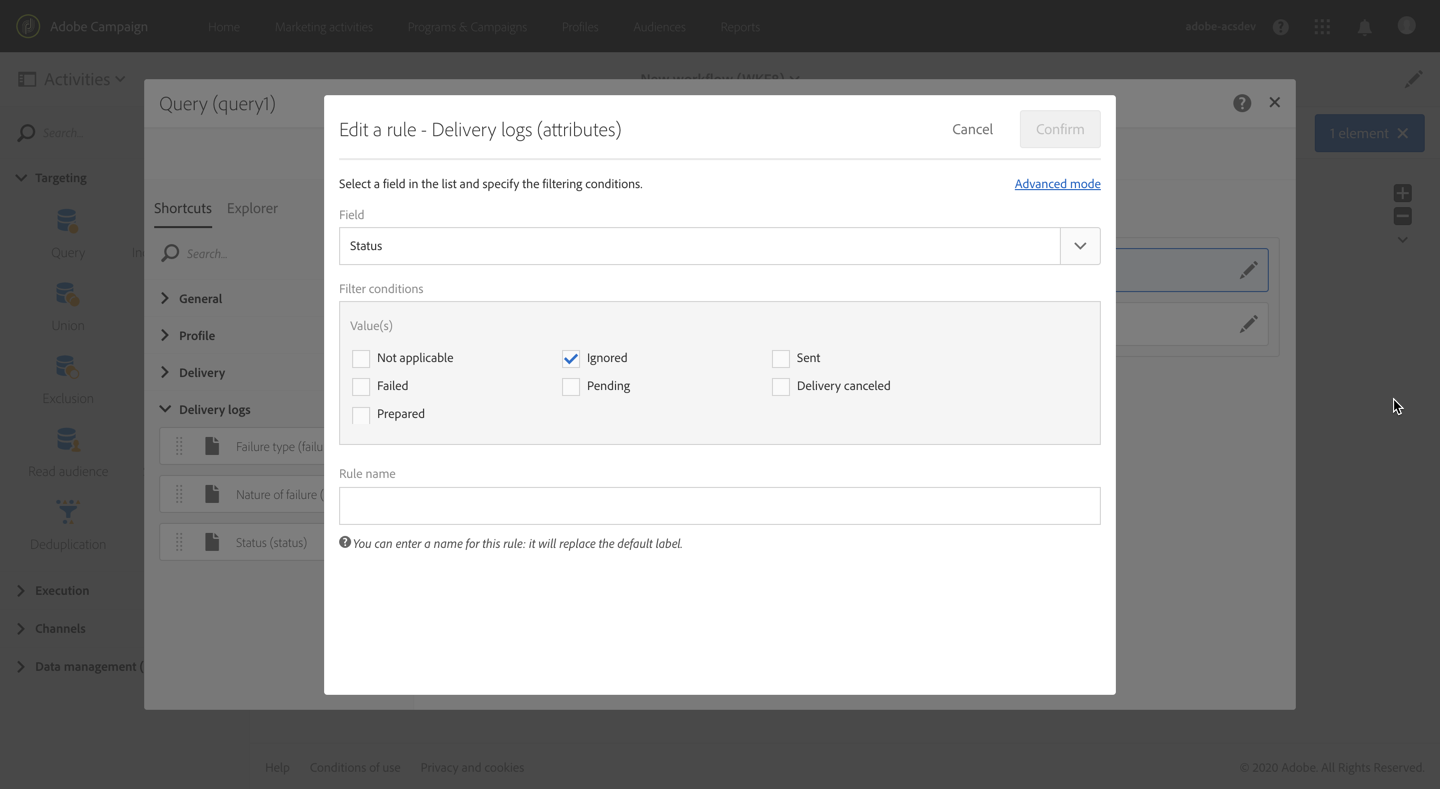 Adobe Campaign
Home
Marketing activities
Programs & Campaigns
Profiles
Audiences
Reports
adobe-acsdev
Activities
New workflow (WKF8)
Query (query1)
1 element
Search...
Targeting
Query
Union
Exclusion
Read audience
Deduplication
Execution
Channels
Data management (
Shortcuts
Explorer
Search...
General
Profile
Delivery
Delivery logs
Failure type (failu
Nature of failure (
Status (status)
Edit a rule - Delivery logs (attributes)
Cancel
Confirm
Select a field in the list and specify the filtering conditions.
Advanced mode
Field
Status
Filter conditions
Value(s)
Not applicable
Ignored
Sent
Failed
Pending
Delivery canceled
Prepared
Rule name
You can enter a name for this rule: it will replace the default label.
Help
Conditions of use
Privacy and cookies
© 2020 Adobe. All Rights Reserved.